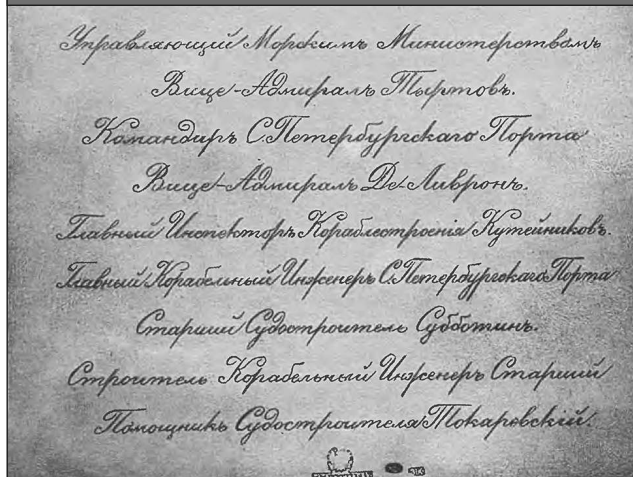 Управляющий Морскимъ Министерствомъ
Вице-Адмиралъ Тыртовъ.
Командиръ С.Петербургскаго Порта
Вице-Адмиралъ Де-Ливронъ.
Главный Инспекторъ Кораблестроенія Кутейниковъ.
Главный Корабельный Инженеръ С.Петербургскаго Порта
Старшій Судостроитель Субботинъ.
Строитель Корабельный Инженеръ Старшій
Помощникъ Судостроителя Токаревскій.